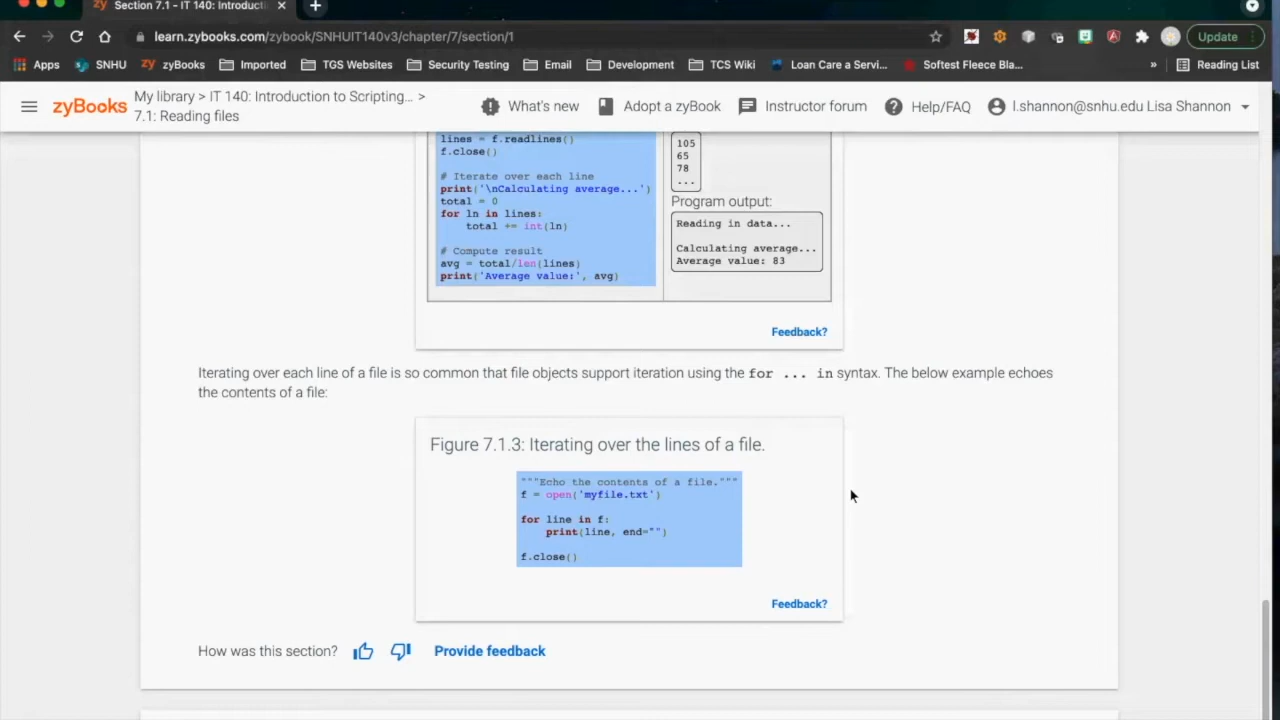 Section 7.1 - IT 140: Introducti
learn.zybooks.com/zybook/SNHUIT140v3/chapter/7/section/1
Update
Apps SNHU zyBooks Imported TGS Websites Security Testing Email Development TCS Wiki Loan Care a Servi... Softest Fleece Bla... » Reading List
zyBooks My library > IT 140: Introduction to Scripting... >
7.1: Reading files
What's new Adopt a zyBook Instructor forum Help/FAQ l.shannon@snhu.edu Lisa Shannon
lines = f.readlines()
f.close()
# Iterate over each line
print('\nCalculating average...')
total = 0
for ln in lines:
total += int(ln)
# Compute result
avg = total/len(lines)
print('Average value:', avg)
105
65
78
...
Program output:
Reading in data...
Calculating average...
Average value: 83
Feedback?
Iterating over each line of a file is so common that file objects support iteration using the for ... in syntax. The below example echoes
the contents of a file:
Figure 7.1.3: Iterating over the lines of a file.
"""Echo the contents of a file."""
f = open('myfile.txt')
for line in f:
print(line, end="")
f.close()
Feedback?
How was this section? Provide feedback